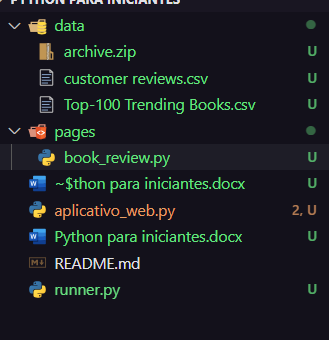 PYTHON PARA INICIANTES
data
archive.zip U
customer reviews.csv U
Top-100 Trending Books.csv U
pages
book_review.py U
~$thon para iniciantes.docx U
aplicativo_web.py 2, U
Python para iniciantes.docx U
README.md
runner.py U